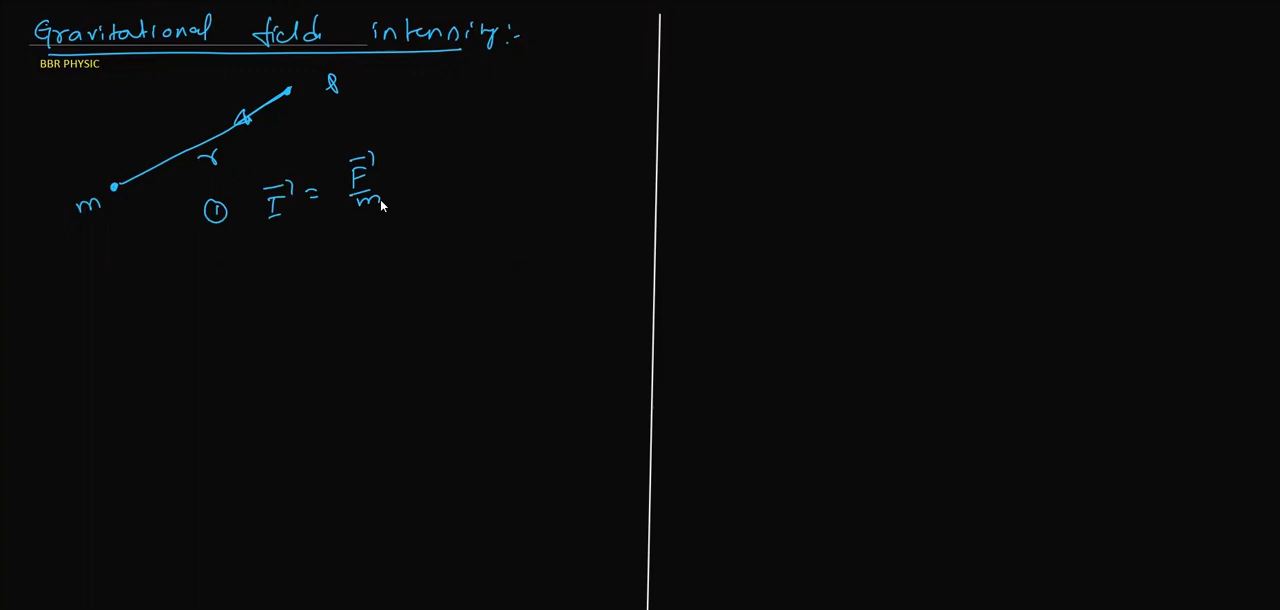 Gravitational field intensity:-
BBR PHYSIC
r
m
① I⃗ = F⃗/m